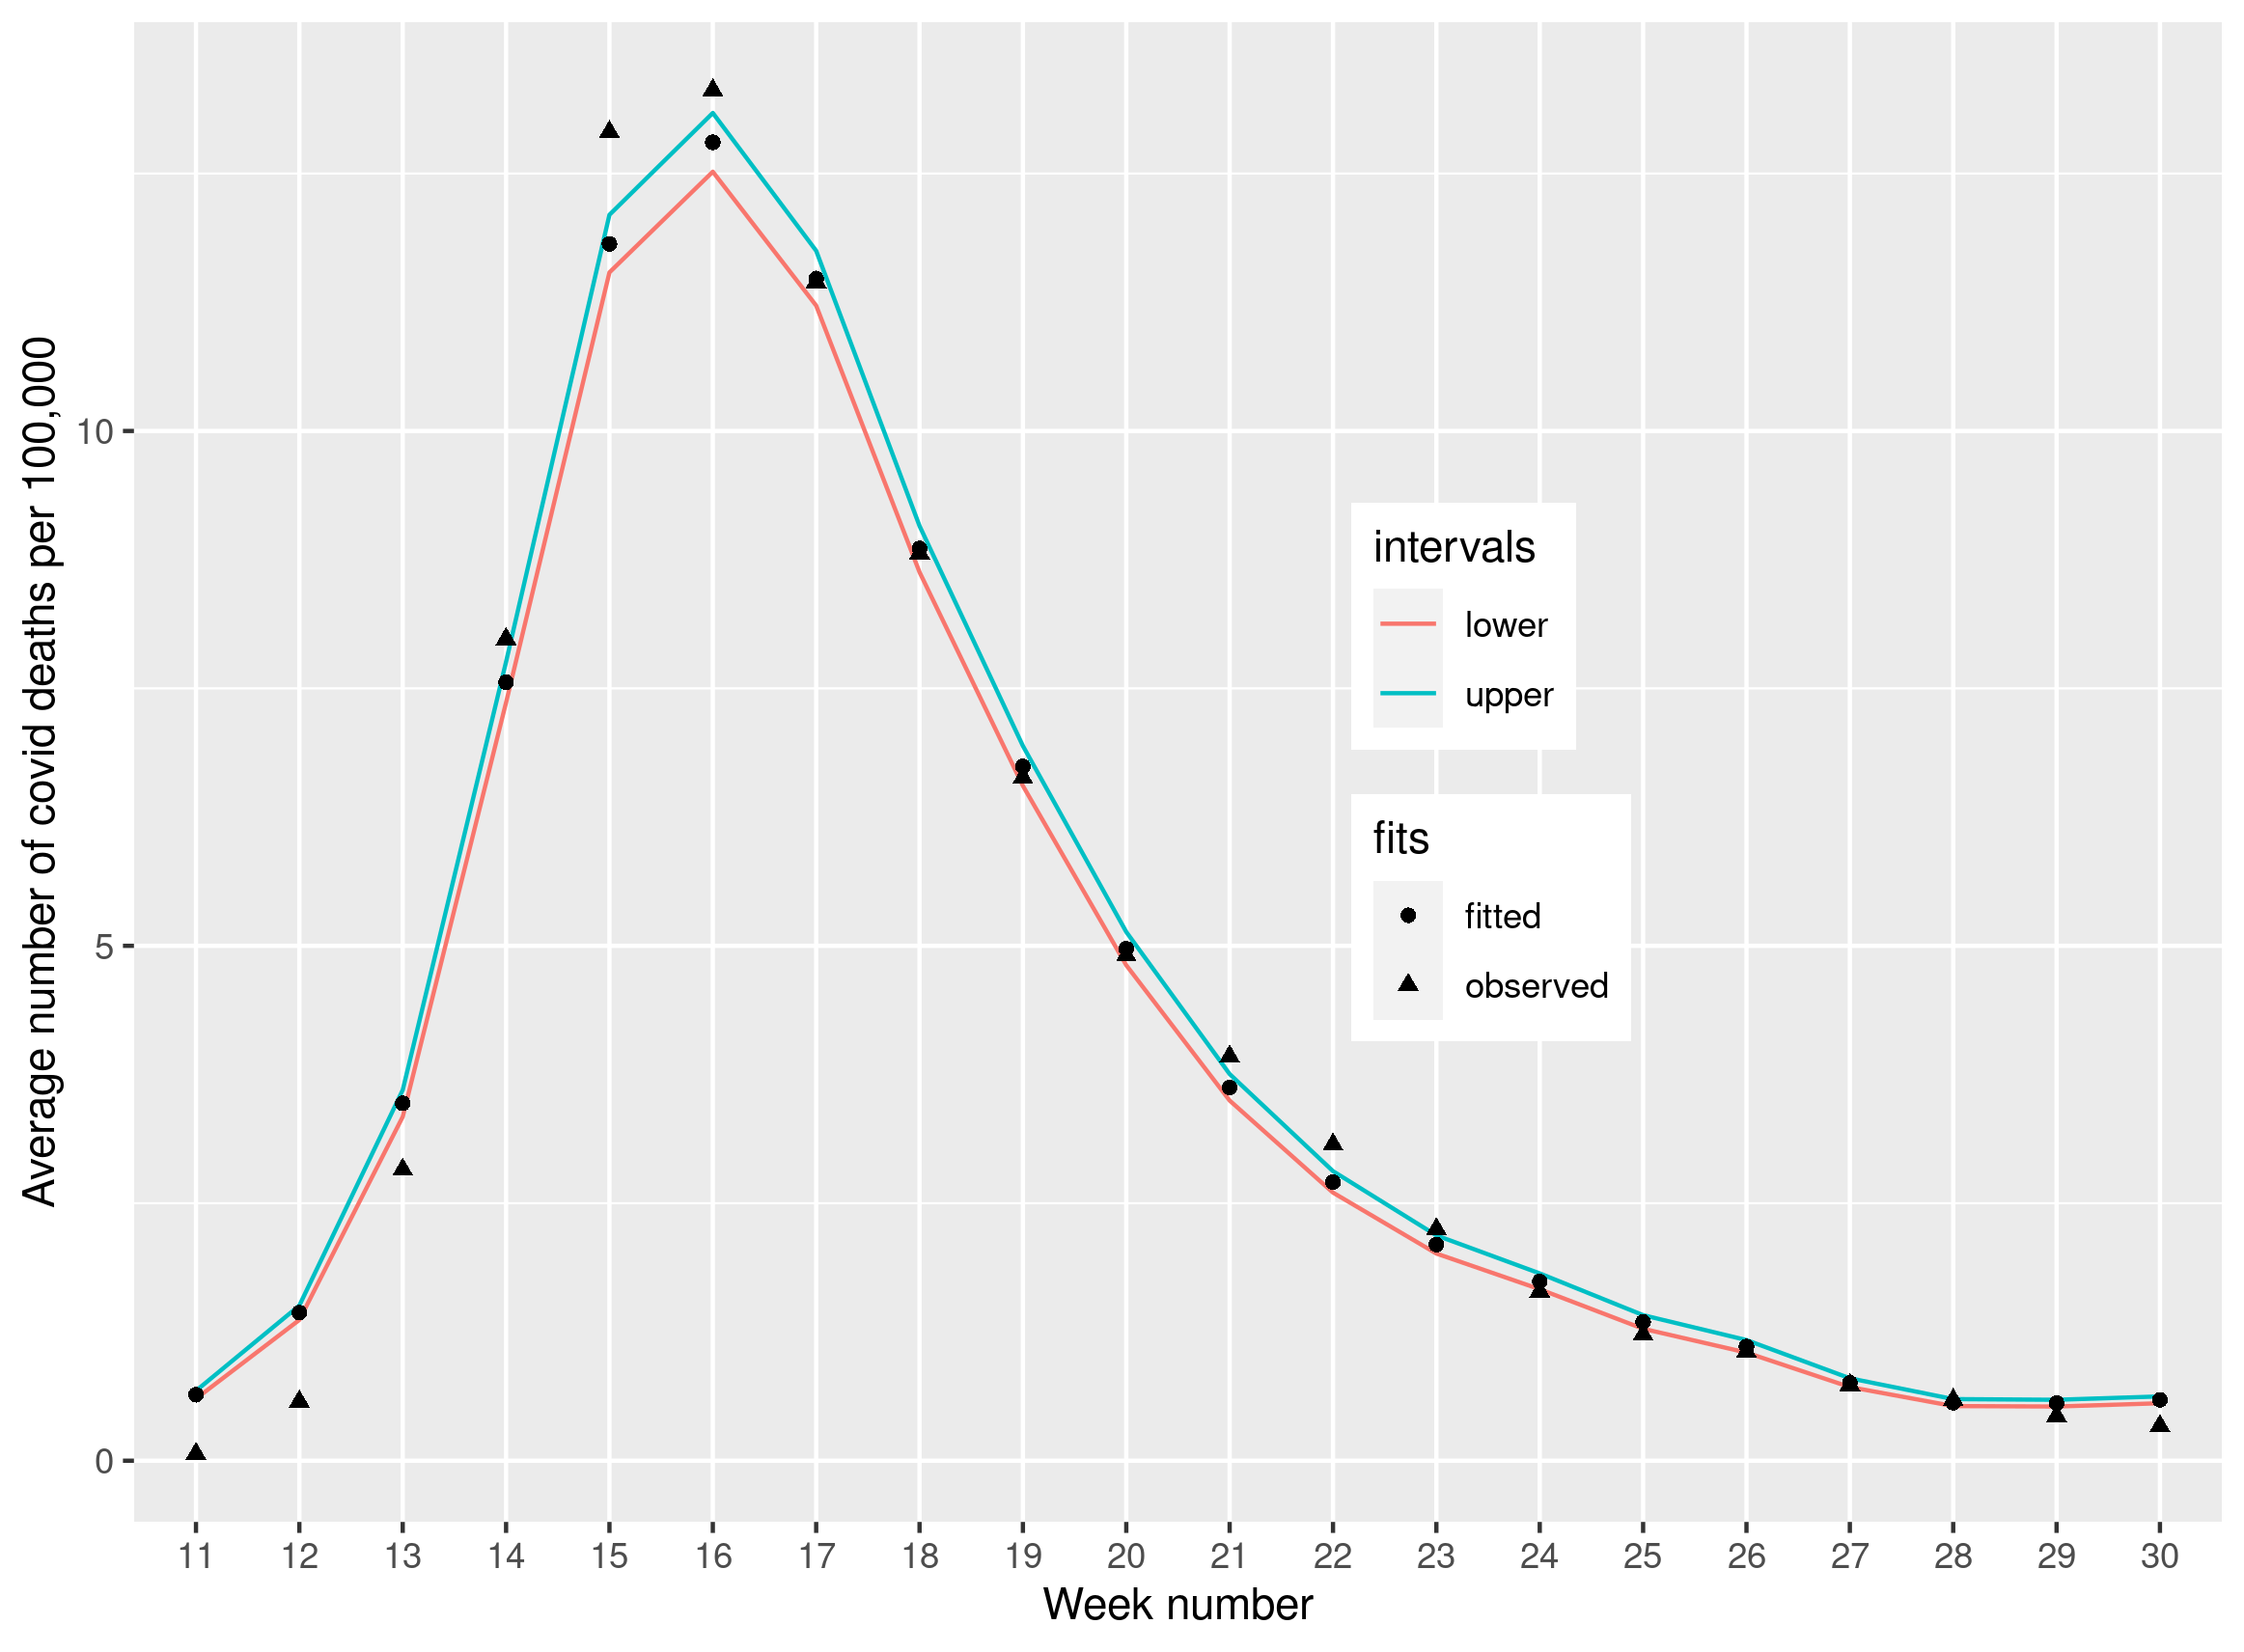 Average number of covid deaths per 100,000
10
5
0
intervals
lower
upper
fits
fitted
observed
11 12 13 14 15 16 17 18 19 20 21 22 23 24 25 26 27 28 29 30
Week number